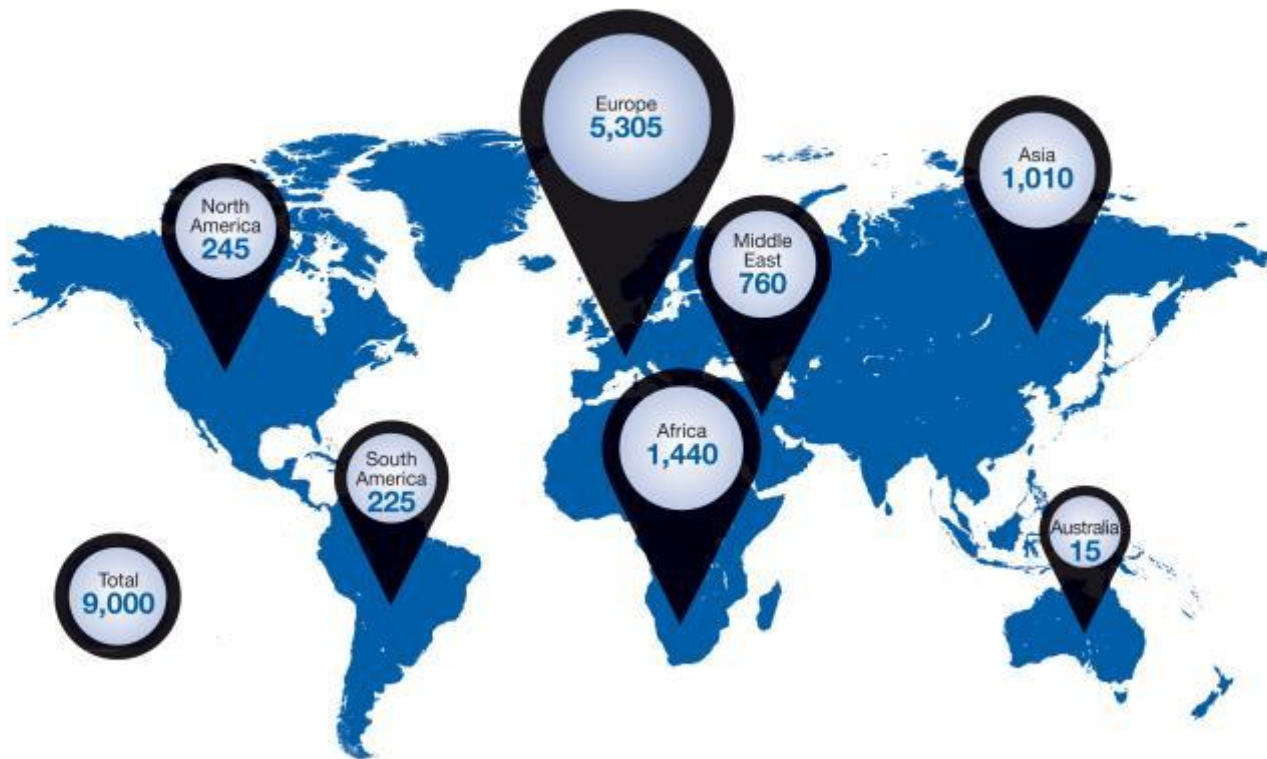 Europe
5,305
Asia
1,010
North
America
245
Middle
East
760
Africa
1,440
South
America
225
Australia
15
Total
9,000